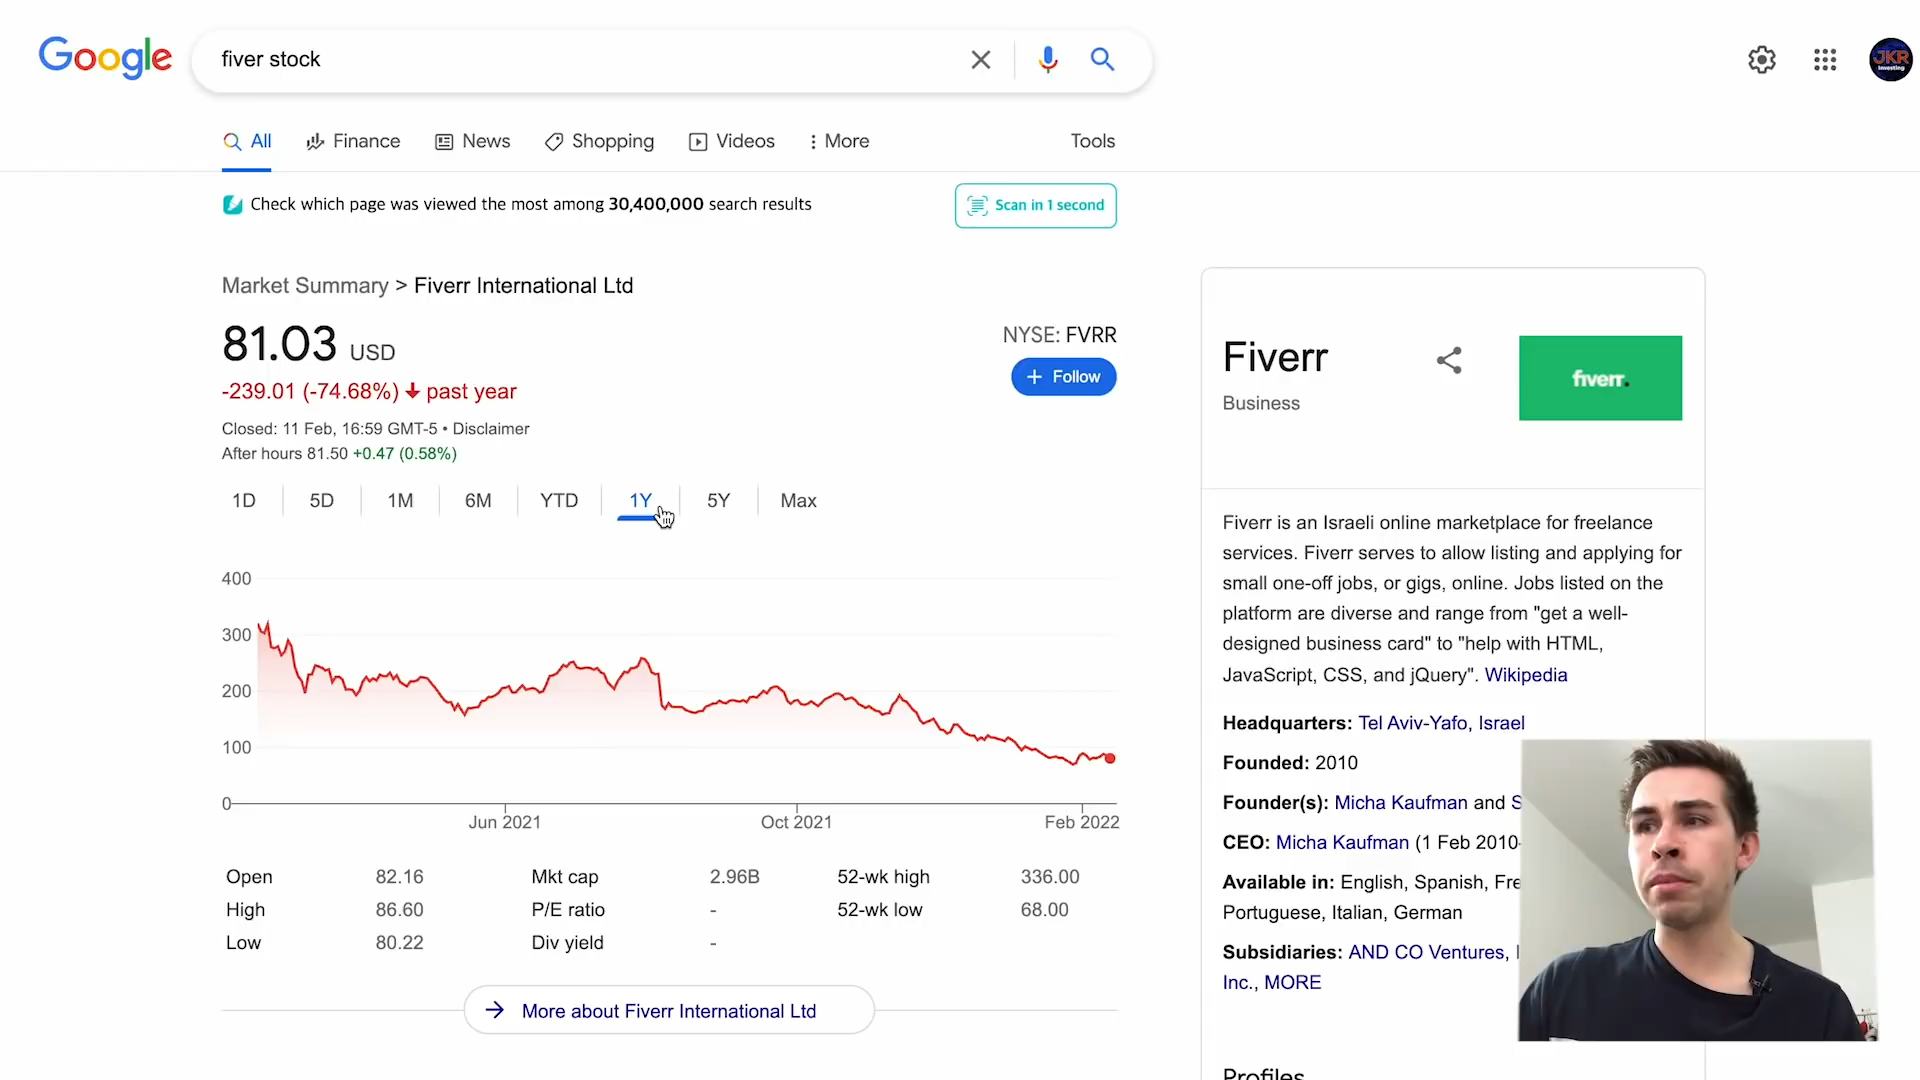 Google
fiver stock
JKR
Investing
All
Finance
News
Shopping
Videos
More
Tools
Check which page was viewed the most among 30,400,000 search results
Scan in 1 second
Market Summary > Fiverr International Ltd
81.03 USD
-239.01 (-74.68%) past year
Closed: 11 Feb, 16:59 GMT-5 • Disclaimer
After hours 81.50 +0.47 (0.58%)
NYSE: FVRR
+ Follow
1D
5D
1M
6M
YTD
1Y
5Y
Max
400
300
200
100
0
Jun 2021
Oct 2021
Feb 2022
Open 82.16
High 86.60
Low 80.22
Mkt cap 2.96B
P/E ratio -
Div yield -
52-wk high 336.00
52-wk low 68.00
More about Fiverr International Ltd
Fiverr
Business
fiverr.
Fiverr is an Israeli online marketplace for freelance
services. Fiverr serves to allow listing and applying for
small one-off jobs, or gigs, online. Jobs listed on the
platform are diverse and range from "get a well-
designed business card" to "help with HTML,
JavaScript, CSS, and jQuery". Wikipedia
Headquarters: Tel Aviv-Yafo, Israel
Founded: 2010
Founder(s): Micha Kaufman and S
CEO: Micha Kaufman (1 Feb 2010-
Available in: English, Spanish, Fre
Portuguese, Italian, German
Subsidiaries: AND CO Ventures,
Inc., MORE
Profiles